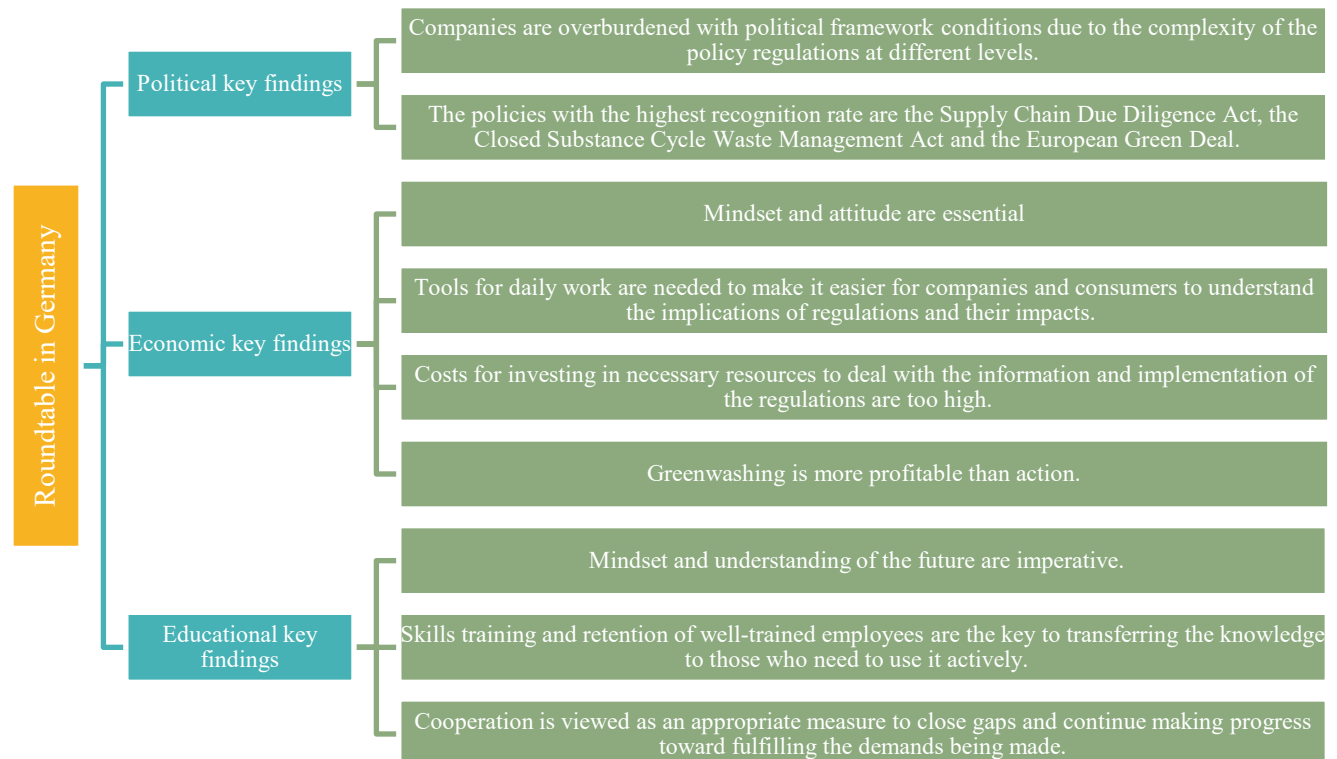 Roundtable in Germany
Political key findings
Companies are overburdened with political framework conditions due to the complexity of the
policy regulations at different levels.
The policies with the highest recognition rate are the Supply Chain Due Diligence Act, the
Closed Substance Cycle Waste Management Act and the European Green Deal.
Economic key findings
Mindset and attitude are essential
Tools for daily work are needed to make it easier for companies and consumers to understand
the implications of regulations and their impacts.
Costs for investing in necessary resources to deal with the information and implementation of
the regulations are too high.
Greenwashing is more profitable than action.
Educational key
findings
Mindset and understanding of the future are imperative.
Skills training and retention of well-trained employees are the key to transferring the knowledge
to those who need to use it actively.
Cooperation is viewed as an appropriate measure to close gaps and continue making progress
toward fulfilling the demands being made.